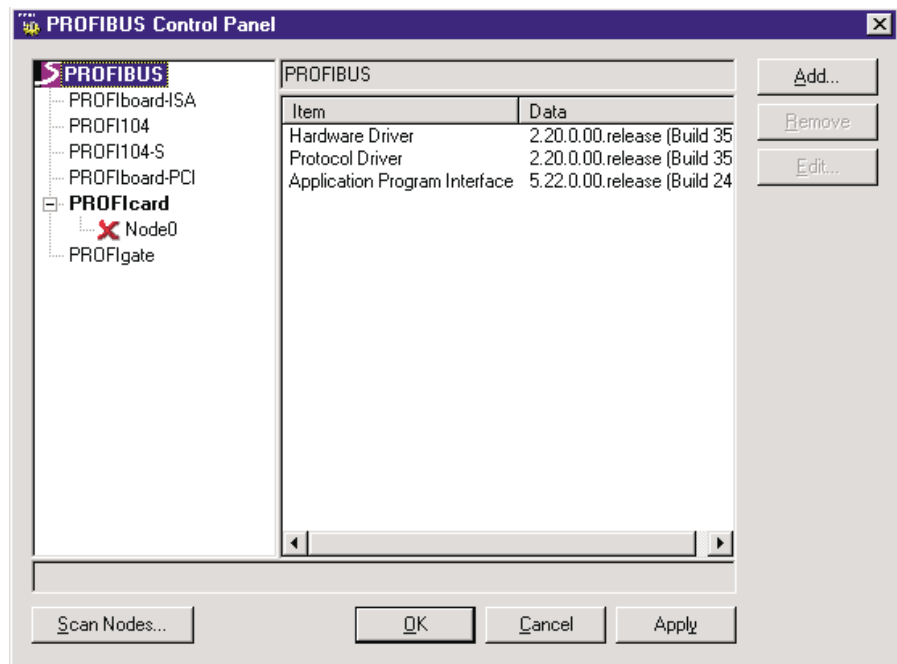 PROFIBUS Control Panel
PROFIBUS
PROFIboard-ISA
PROFI104
PROFI104-S
PROFIboard-PCI
PROFIcard
Node0
PROFIgate
PROFIBUS
Item Data
Hardware Driver 2.20.0.00.release (Build 35
Protocol Driver 2.20.0.00.release (Build 35
Application Program Interface 5.22.0.00.release (Build 24
Add...
Remove
Edit...
Scan Nodes...
OK
Cancel
Apply